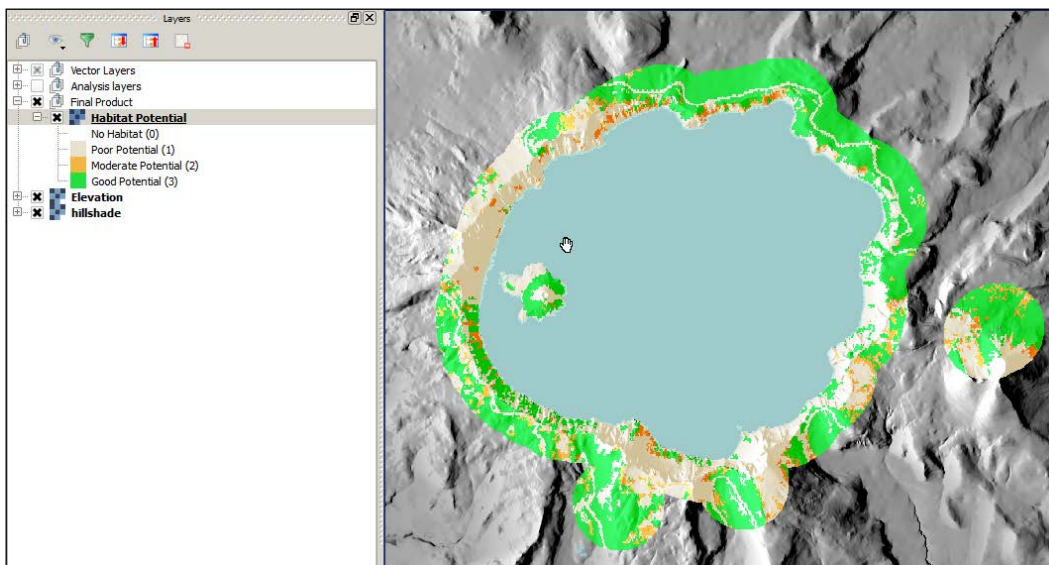 Layers
Vector Layers
Analysis layers
Final Product
Habitat Potential
No Habitat (0)
Poor Potential (1)
Moderate Potential (2)
Good Potential (3)
Elevation
hillshade